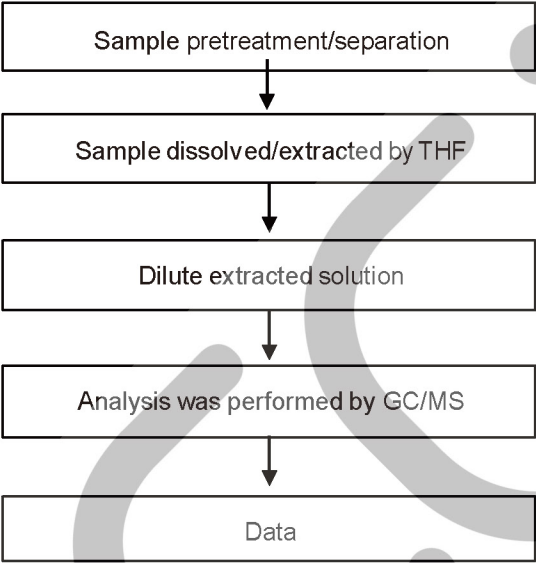 Sample pretreatment/separation
Sample dissolved/extracted by THF
Dilute extracted solution
Analysis was performed by GC/MS
Data